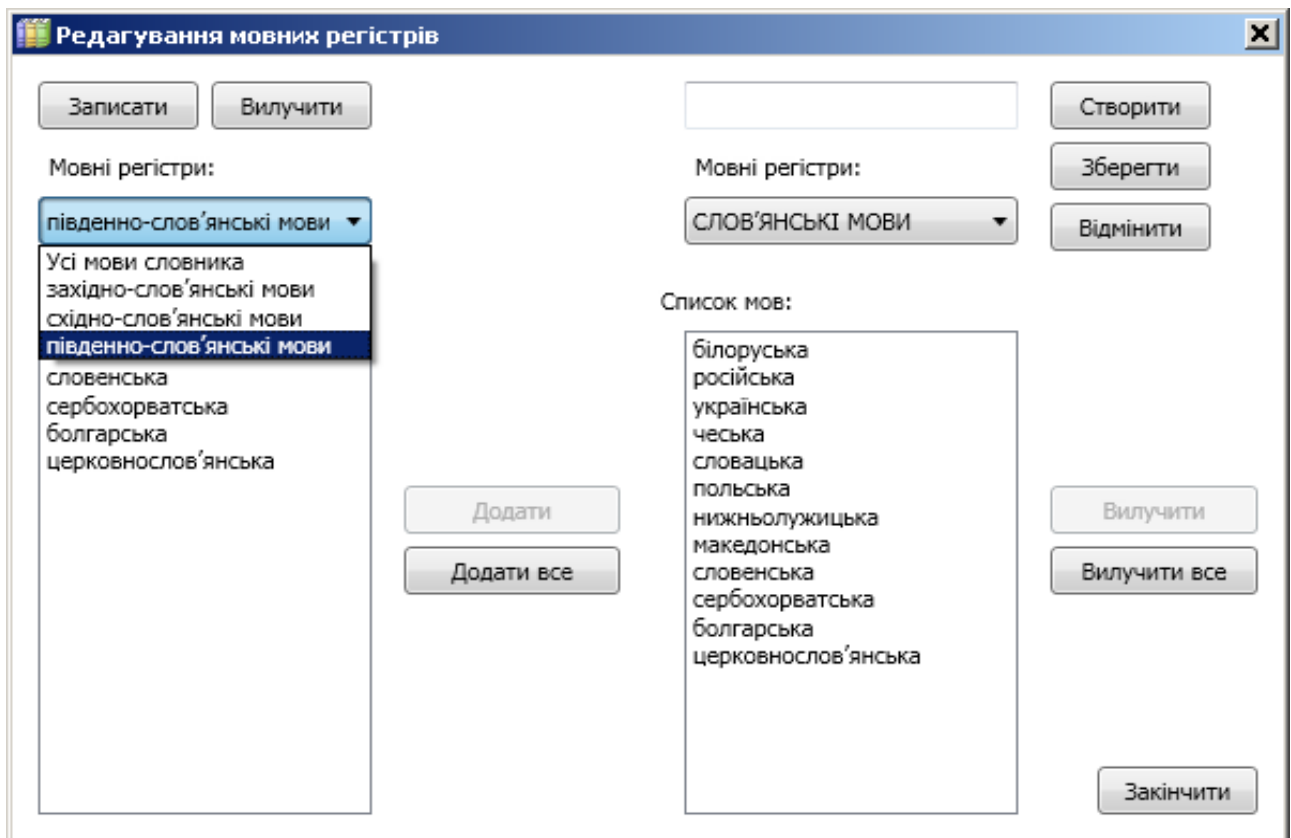 Редагування мовних регістрів
Записати Вилучити Створити
Мовні регістри: Мовні регістри: Зберегти
південно-слов'янські мови СЛОВ'ЯНСЬКІ МОВИ Відмінити
Усі мови словника
західно-слов'янські мови
східно-слов'янські мови
південно-слов'янські мови
словенська
сербохорватська
болгарська
церковнослов'янська
Додати
Додати все
Список мов:
білоруська
російська
українська
чеська
словацька
польська
нижньолужицька
македонська
словенська
сербохорватська
болгарська
церковнослов'янська
Вилучити
Вилучити все
Закінчити